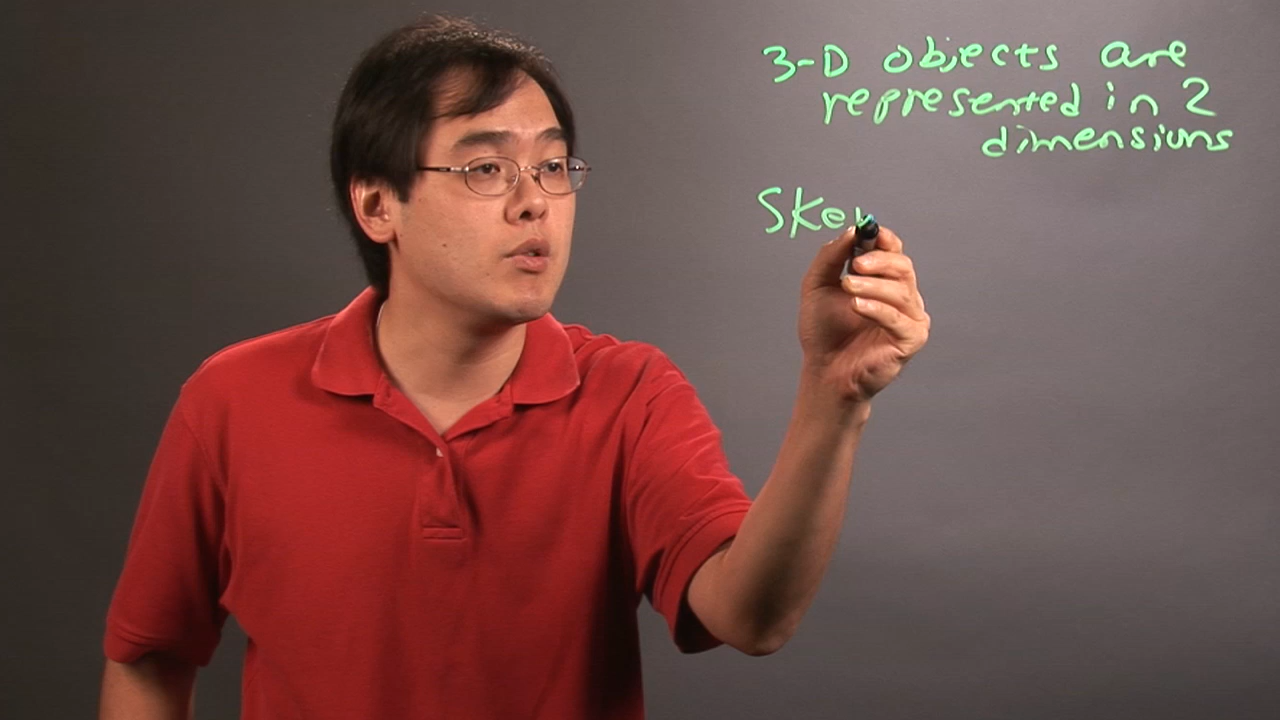 3-D objects are
represented in 2
dimensions
Ske